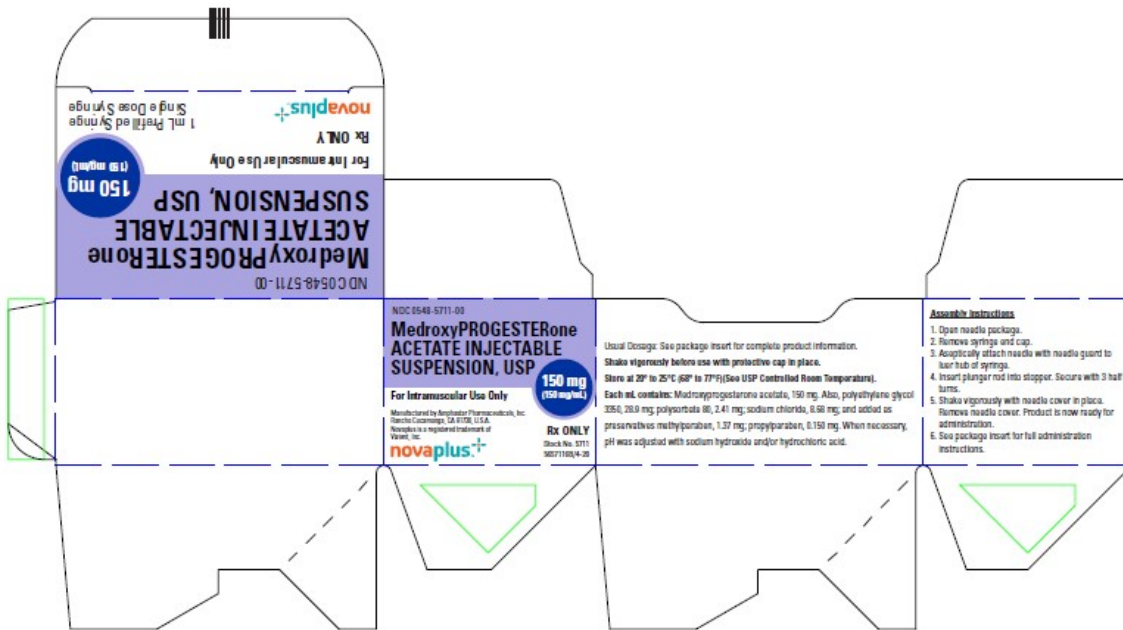 1 mL Prefilled Syringe
Single Dose Syringe
novaplus
Rx ONLY
For Intramuscular Use Only
150 mg
(150 mg/mL)
MedroxyPROGESTERone
ACETATE INJECTABLE
SUSPENSION, USP
NDC 0548-5711-00
NDC 0548-5711-00
MedroxyPROGESTERone
ACETATE INJECTABLE
SUSPENSION, USP
150 mg
(150 mg/mL)
For Intramuscular Use Only
Manufactured by Amphastar Pharmaceuticals, Inc.
Rancho Cucamonga, CA 91730, U.S.A.
Novaplus is a registered trademark of
Vizient, Inc.
novaplus
Rx ONLY
Stock No. 5711
Usual Dosage: See package insert for complete product information.
Shake vigorously before use with protective cap in place.
Store at 20° to 25°C (68° to 77°F)(See USP Controlled Room Temperature).
Each mL contains: Medroxyprogesterone acetate, 150 mg. Also, polyethylene glycol
3350, 28.9 mg; polysorbate 80, 2.41 mg; sodium chloride, 8.68 mg; and added as
preservatives methylparaben, 1.37 mg; propylparaben, 0.150 mg. When necessary,
pH was adjusted with sodium hydroxide and/or hydrochloric acid.
Assembly Instructions
1. Open needle package.
2. Remove syringe end cap.
3. Aseptically attach needle with needle guard to
luer hub of syringe.
4. Insert plunger rod into stopper. Secure with 3 half
turns.
5. Shake vigorously with needle cover in place.
Remove needle cover. Product is now ready for
administration.
6. See package insert for full administration
instructions.